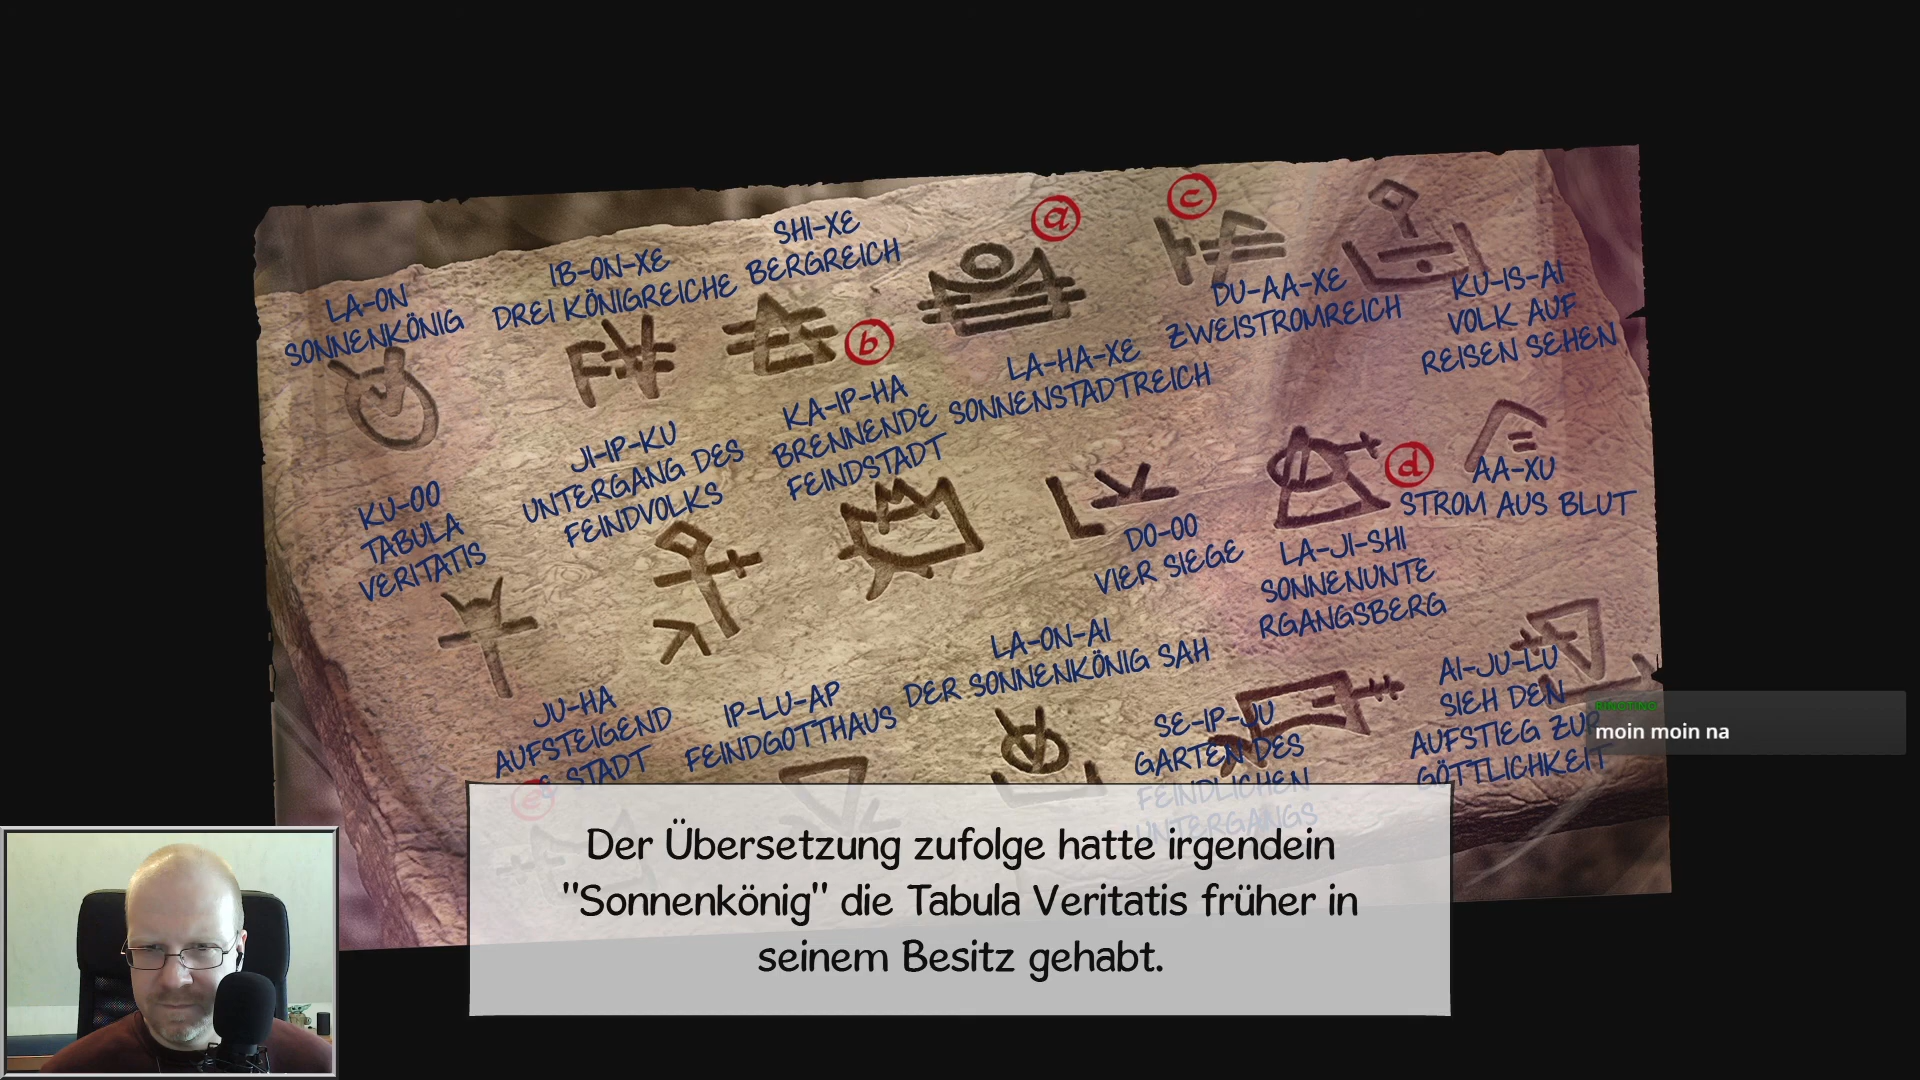 SHI-XE
BERGREICH
a
c
IB-ON-XE
DREI KÖNIGREICHE
LA-ON
SONNENKÖNIG
DU-AA-XE
ZWEISTROMREICH
KU-IS-AI
VOLK AUF
REISEN SEHEN
b
LA-HA-XE
SONNENSTADTREICH
KA-IP-HA
BRENNENDE
FEINDSTADT
JI-IP-KU
UNTERGANG DES
FEINDVOLKS
KU-OO
TABULA
VERITATIS
DO-OO
VIER SIEGE
d
LA-JI-SHI
SONNENUNTE
RGANGSBERG
AA-XU
STROM AUS BLUT
JU-HA
AUFSTEIGEND
E STADT
e
IP-LU-AP
FEINDGOTTHAUS
LA-ON-AI
DER SONNENKÖNIG SAH
SE-IP-JU
GARTEN DES
FEINDLICHEN
UNTERGANGS
AI-JU-LU
SIEH DEN
AUFSTIEG ZUR
GÖTTLICHKEIT
moin moin na
Der Übersetzung zufolge hatte irgendein
"Sonnenkönig" die Tabula Veritatis früher in
seinem Besitz gehabt.